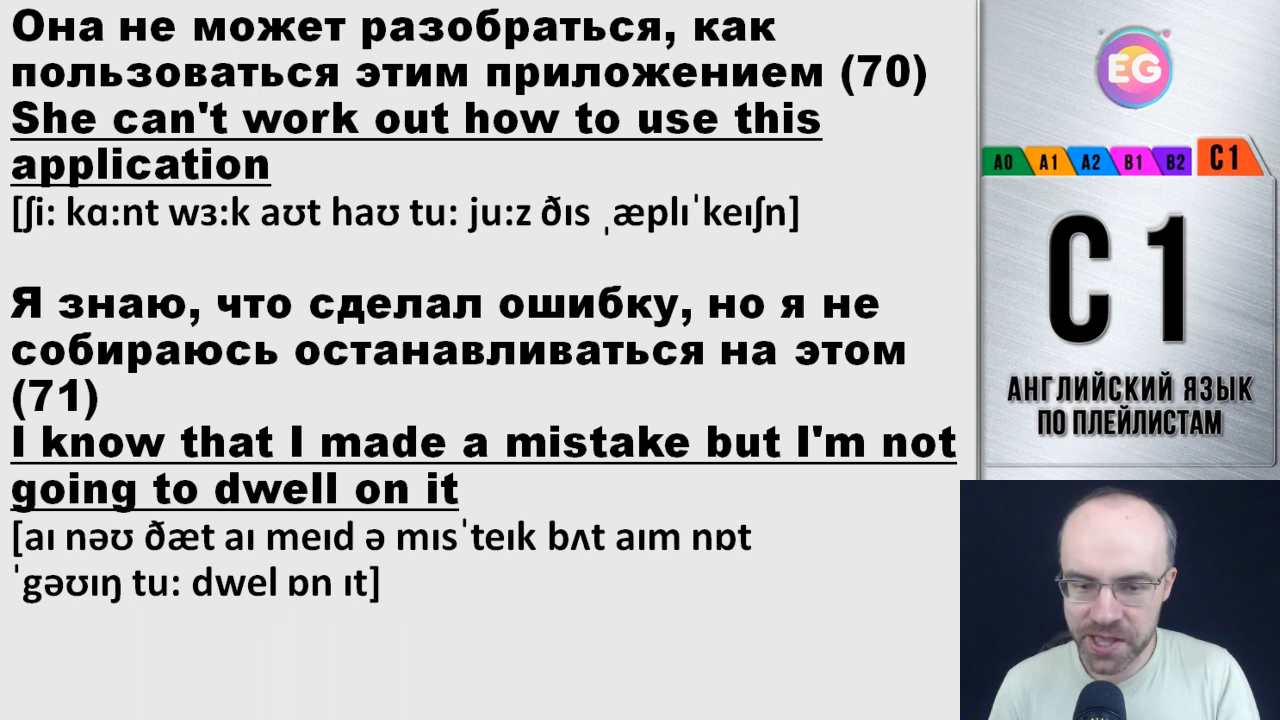 Она не может разобраться, как
пользоваться этим приложением (70)
She can't work out how to use this
application
[ʃi: kɑ:nt wɜ:k aʊt haʊ tu: ju:z ðɪs ˌæplɪˈkeɪʃn]
Я знаю, что сделал ошибку, но я не
собираюсь останавливаться на этом
(71)
I know that I made a mistake but I'm not
going to dwell on it
[aɪ nəʊ ðæt aɪ meɪd ə mɪsˈteɪk bʌt aɪm nɒt
ˈgəʊɪŋ tu: dwel ɒn ɪt]
EG
A0 A1 A2 B1 B2 C1
C1
АНГЛИЙСКИЙ ЯЗЫК
ПО ПЛЕЙЛИСТАМ